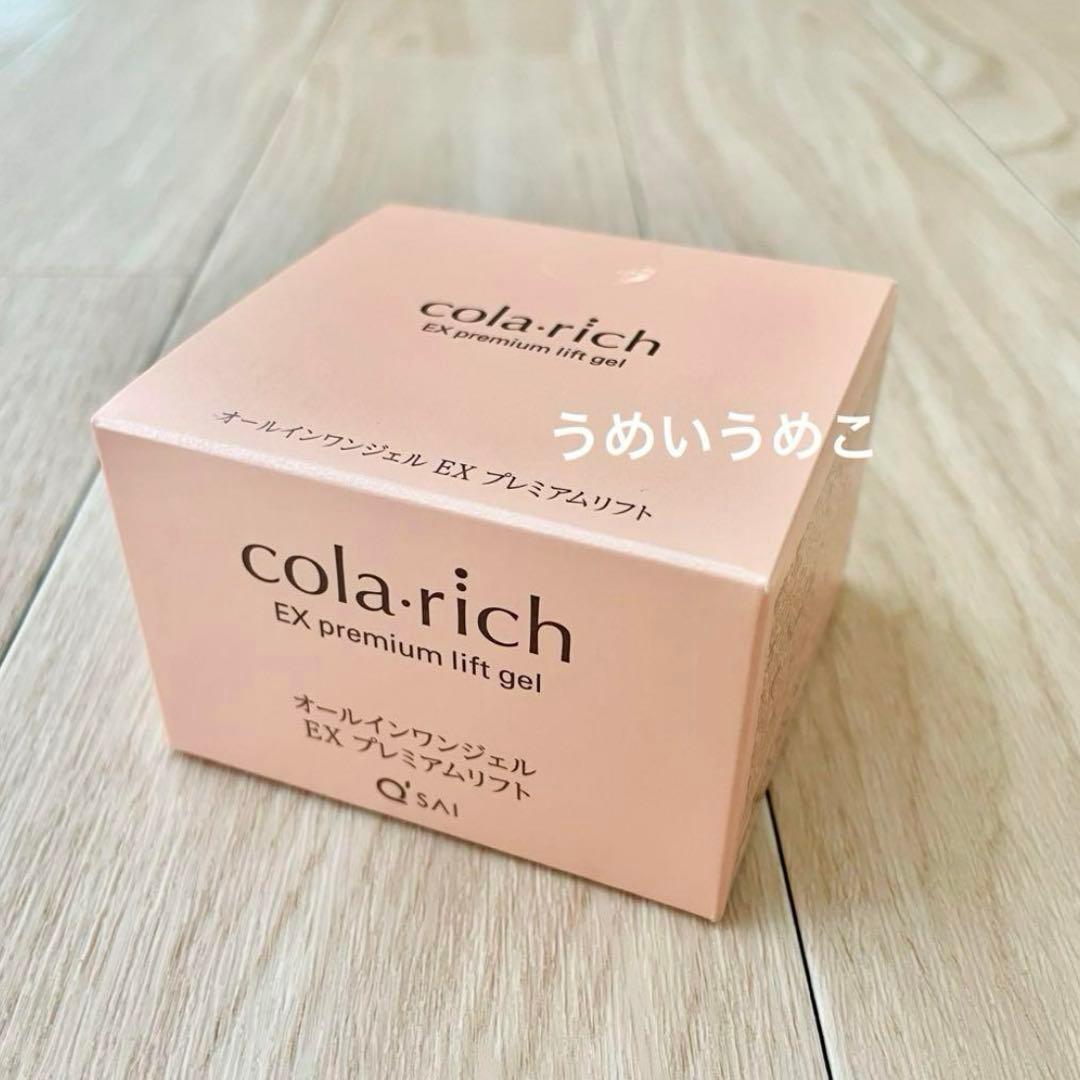 cola·rich
EX premium lift gel
オールインワンジェル EX プレミアムリフト
うめいうめこ
cola·rich
EX premium lift gel
オールインワンジェル
EX プレミアムリフト
Q'SAI